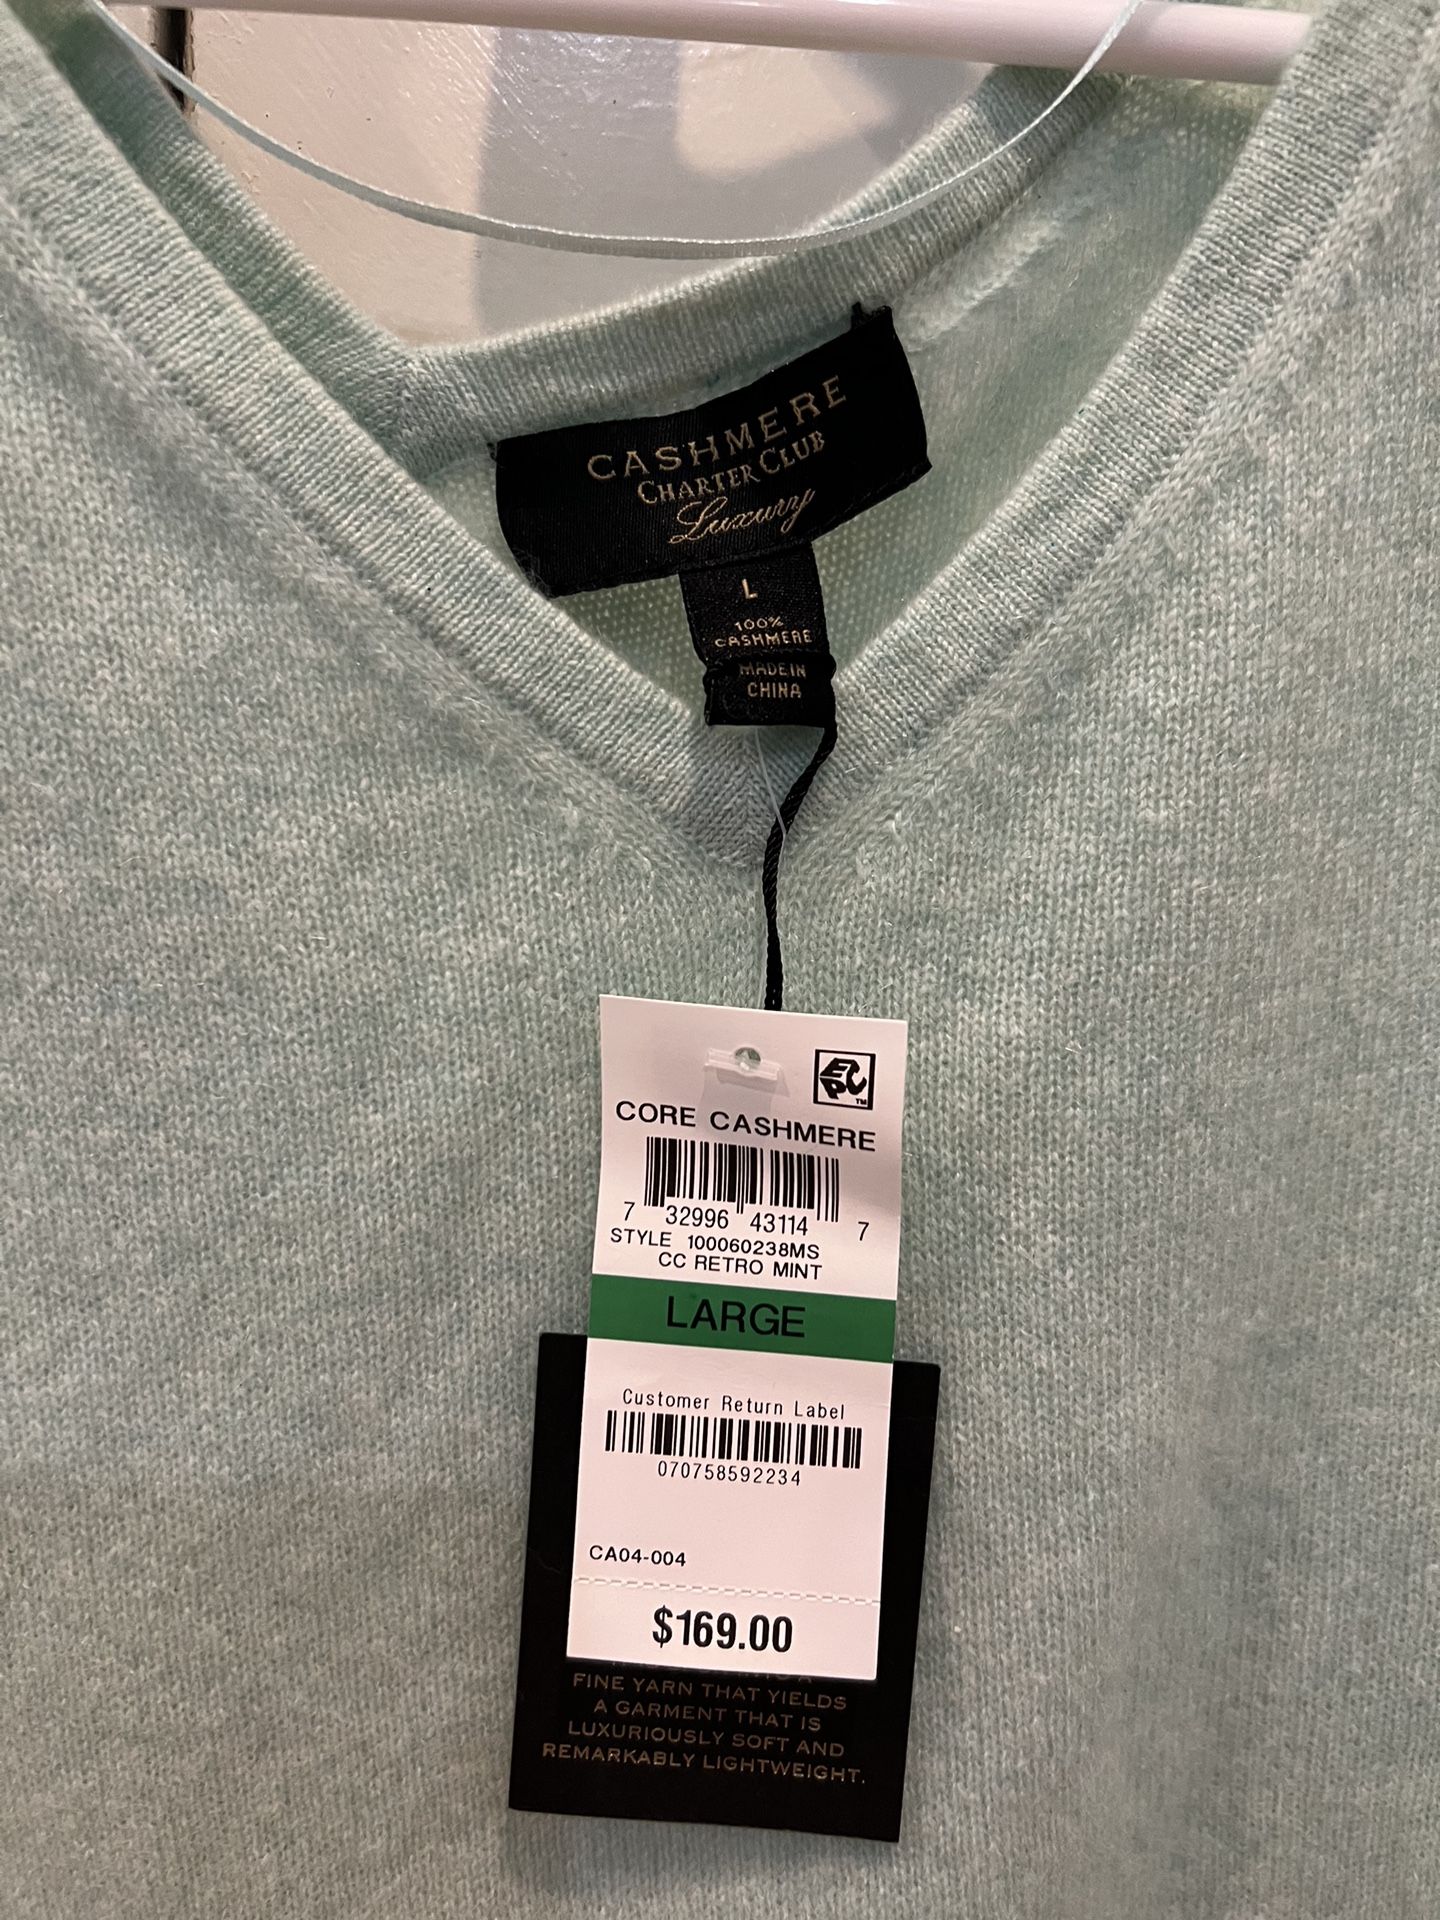 CASHMERE
CHARTER CLUB
Luxury
L
100%
CASHMERE
MADE IN
CHINA
EPC
TM
CORE CASHMERE
7 32996 43114 7
STYLE 100060238MS
CC RETRO MINT
LARGE
Customer Return Label
070758592234
CA04-004
$169.00
FINE YARN THAT YIELDS
A GARMENT THAT IS
LUXURIOUSLY SOFT AND
REMARKABLY LIGHTWEIGHT.